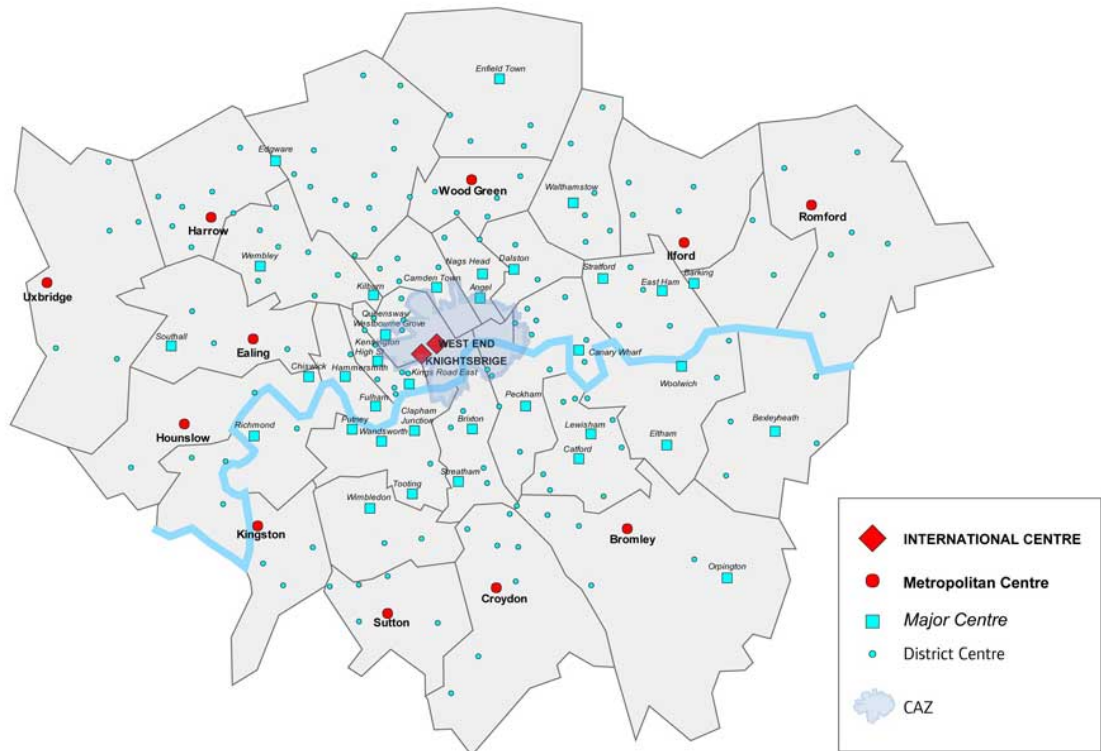 Enfield Town
Edgware
Wood Green
Walthamstow
Romford
Harrow
Ilford
Wembley
Nags Head
Dalston
Stratford
Barking
Uxbridge
Kilburn
Camden Town
East Ham
Angel
Queensway
Westbourne Grove
Southall
Ealing
Kensington
High St
WEST END
KNIGHTSBRIGE
Canary Wharf
Chiswick
Hammersmith
Kings Road East
Woolwich
Fulham
Clapham
Junction
Peckham
Hounslow
Richmond
Putney
Wandsworth
Brixton
Lewisham
Eltham
Bexleyheath
Catford
Streatham
Tooting
Wimbledon
Kingston
Bromley
Orpington
Croydon
Sutton
INTERNATIONAL CENTRE
Metropolitan Centre
Major Centre
District Centre
CAZ